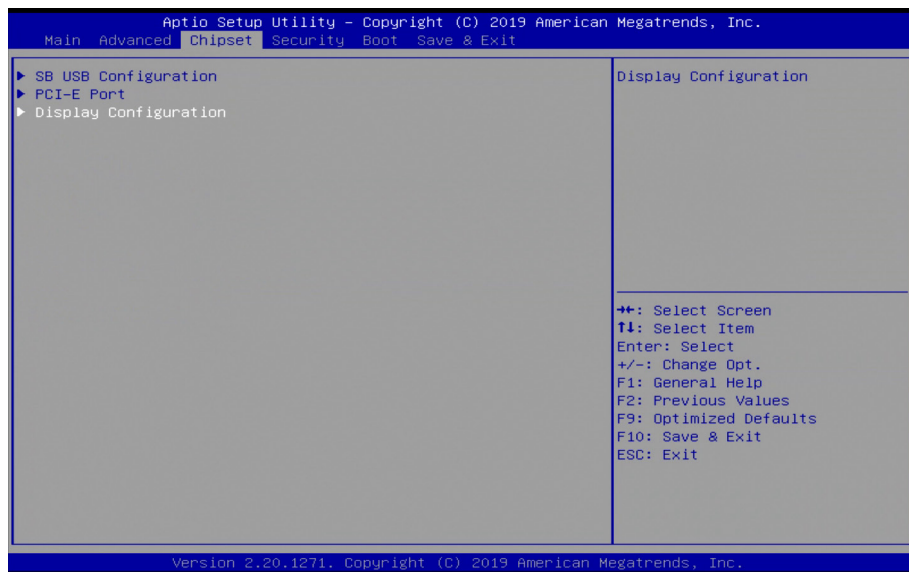 Aptio Setup Utility – Copyright (C) 2019 American Megatrends, Inc.
Main Advanced Chipset Security Boot Save & Exit
▶ SB USB Configuration
▶ PCI-E Port
▶ Display Configuration
Display Configuration
→←: Select Screen
↑↓: Select Item
Enter: Select
+/-: Change Opt.
F1: General Help
F2: Previous Values
F9: Optimized Defaults
F10: Save & Exit
ESC: Exit
Version 2.20.1271. Copyright (C) 2019 American Megatrends, Inc.